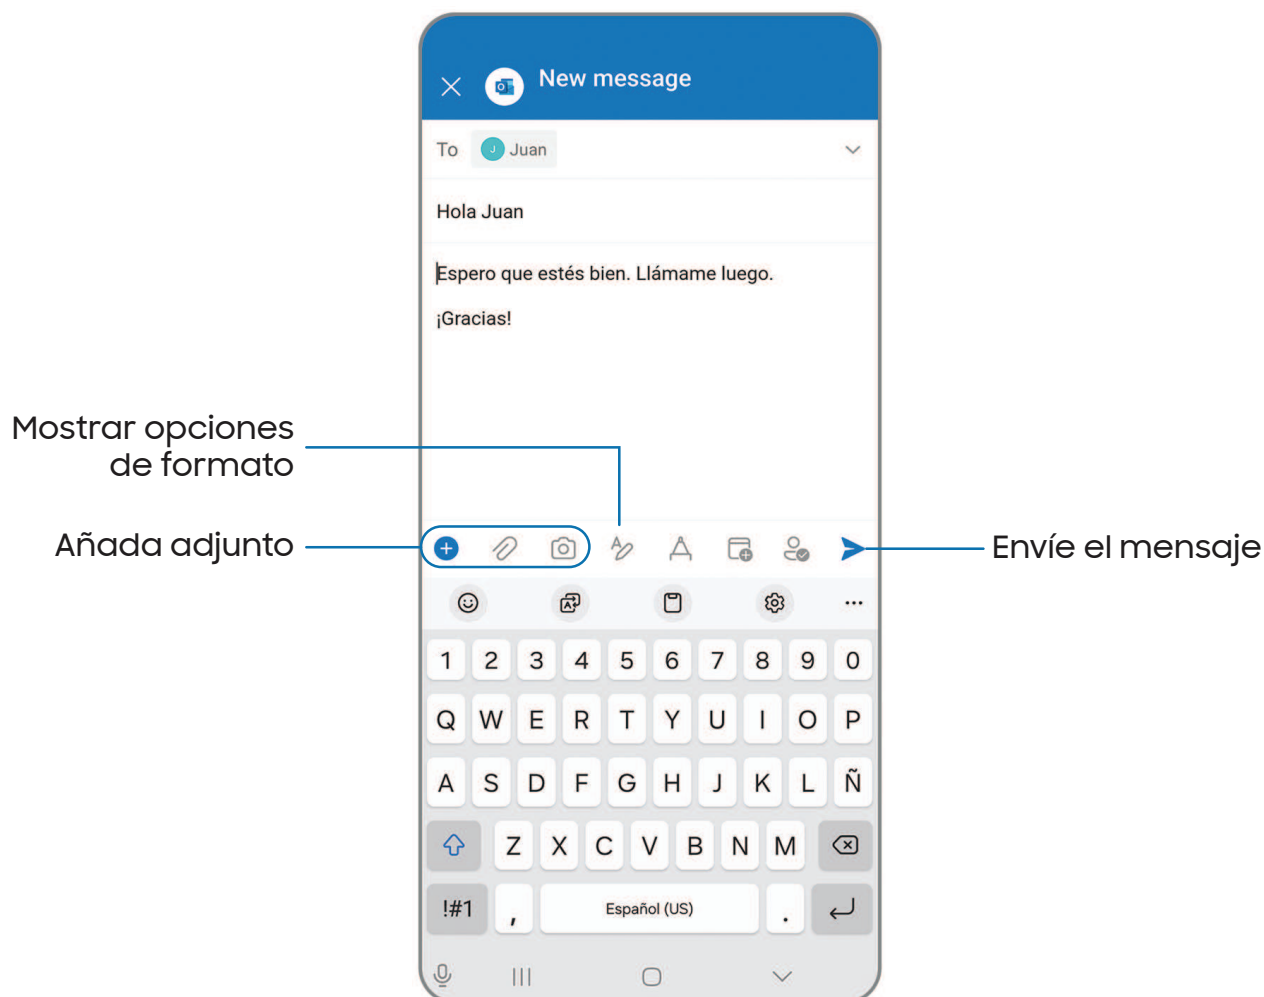 New message
To J Juan
Hola Juan
Espero que estés bien. Llámame luego.
¡Gracias!
Mostrar opciones
de formato
Añada adjunto
Envíe el mensaje
1 2 3 4 5 6 7 8 9 0
Q W E R T Y U I O P
A S D F G H J K L Ñ
Z X C V B N M
!#1 , Español (US) .